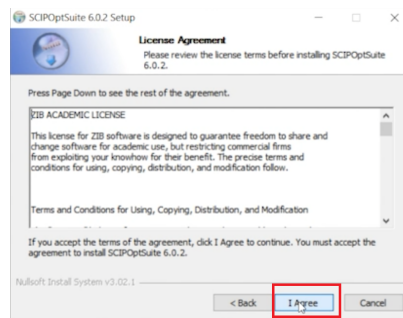 SCIPOptSuite 6.0.2 Setup
License Agreement
Please review the license terms before installing SCIPOptSuite
6.0.2.
Press Page Down to see the rest of the agreement.
ZIB ACADEMIC LICENSE
This license for ZIB software is designed to guarantee freedom to share and
change software for academic use, but restricting commercial firms
from exploiting your knowhow for their benefit. The precise terms and
conditions for using, copying, distribution, and modification follow.
Terms and Conditions for Using, Copying, Distribution, and Modification
If you accept the terms of the agreement, click I Agree to continue. You must accept the
agreement to install SCIPOptSuite 6.0.2.
Nullsoft Install System v3.02.1
< Back I Agree Cancel